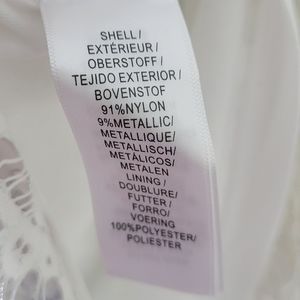 SHELL/
EXTÉRIEUR/
OBERSTOFF/
TEJIDO EXTERIOR/
BOVENSTOF
91%NYLON
9%METALLIC/
METALLIQUE/
METALLISCH/
METÁLICOS/
METALEN
LINING/
DOUBLURE/
FUTTER/
FORRO/
VOERING
100%POLYESTER/
POLIESTER